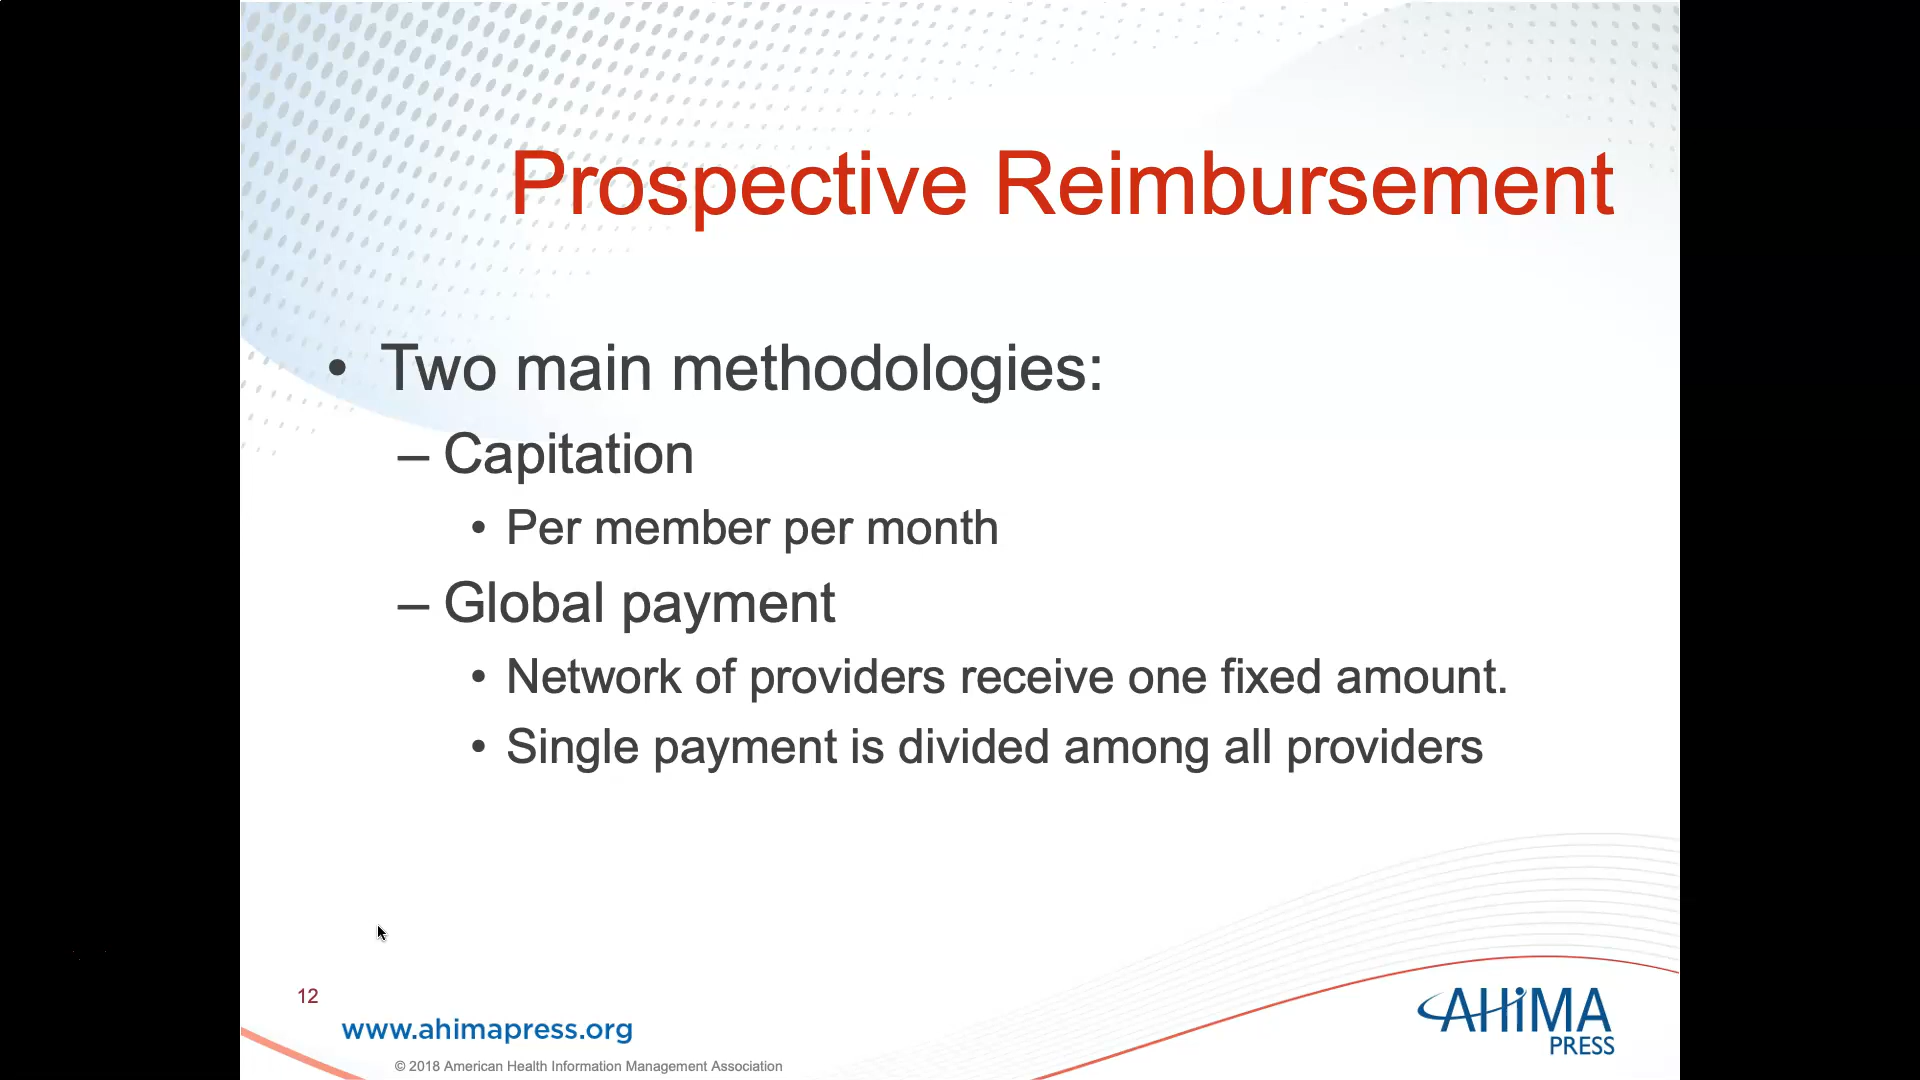 Prospective Reimbursement
• Two main methodologies:
– Capitation
• Per member per month
– Global payment
• Network of providers receive one fixed amount.
• Single payment is divided among all providers
12
www.ahimapress.org
© 2018 American Health Information Management Association
AHiMA
PRESS